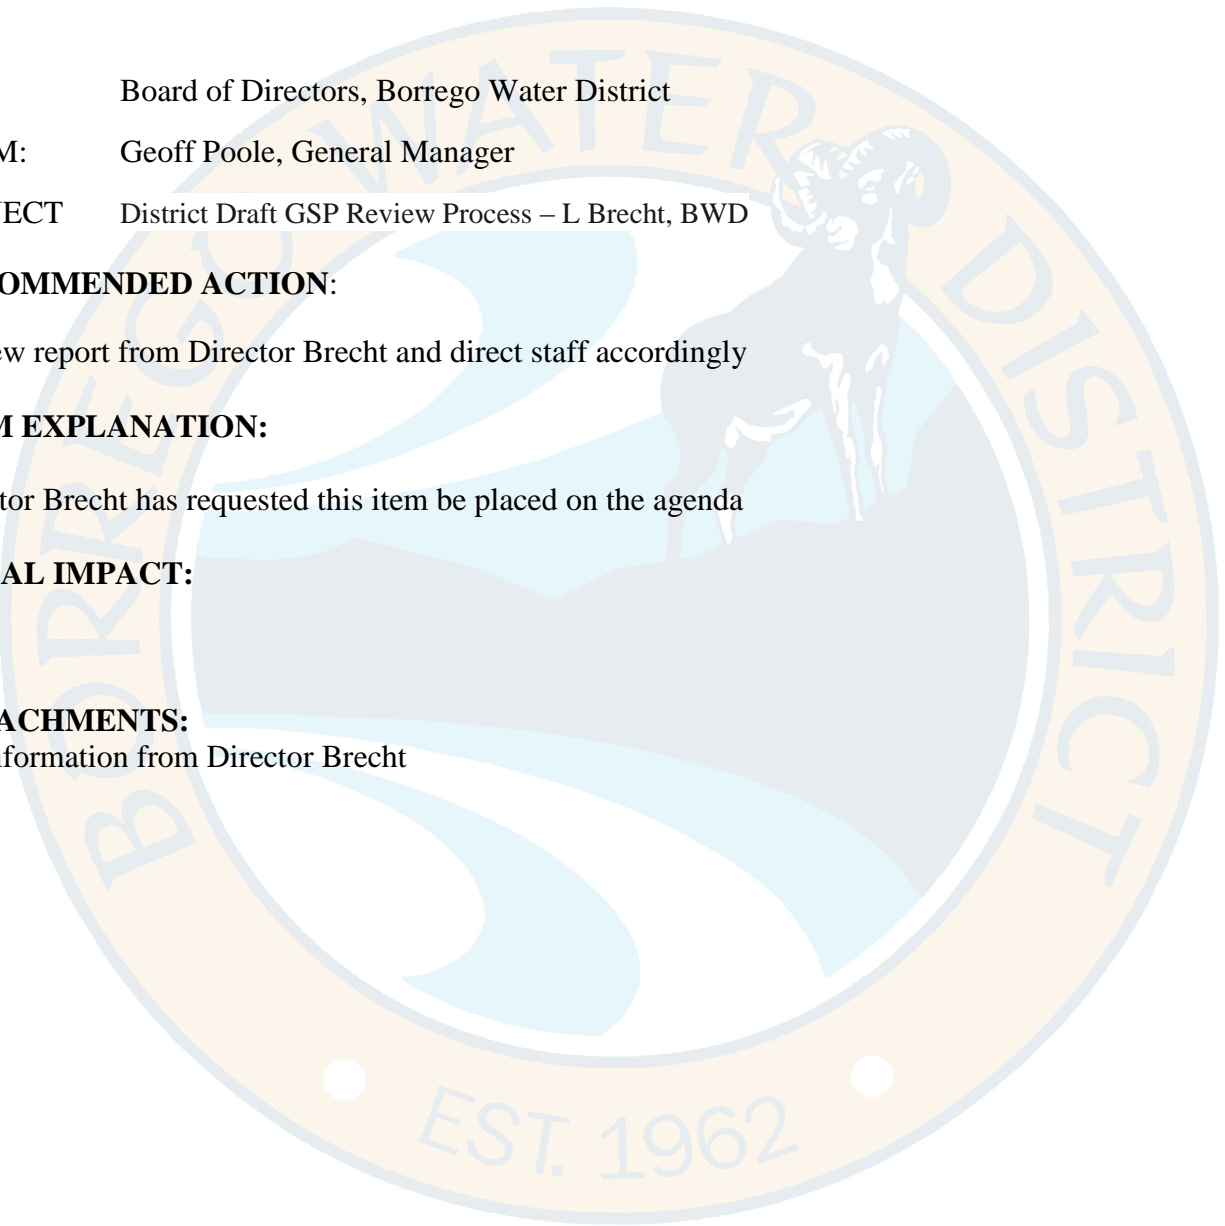 Board of Directors, Borrego Water District
M: Geoff Poole, General Manager
JECT District Draft GSP Review Process – L Brecht, BWD
OMMENDED ACTION:
ew report from Director Brecht and direct staff accordingly
M EXPLANATION:
tor Brecht has requested this item be placed on the agenda
AL IMPACT:
ACHMENTS:
nformation from Director Brecht
BORREGO WATER DISTRICT
EST. 1962